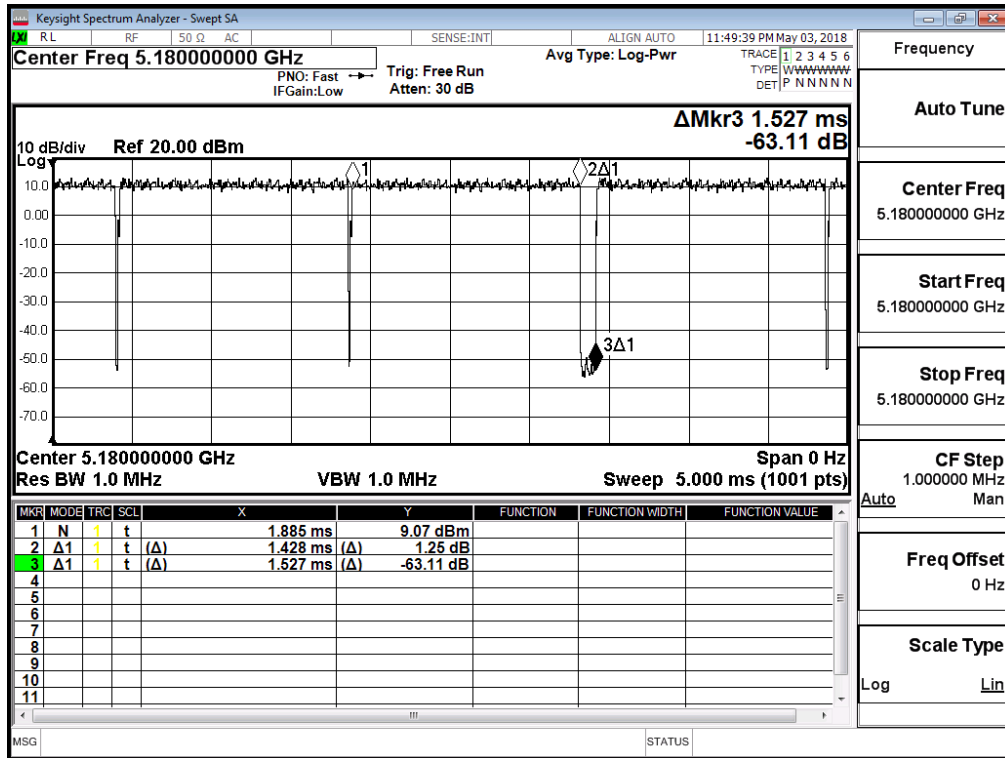 Keysight Spectrum Analyzer - Swept SA
LXI RL RF 50 Ω AC SENSE:INT ALIGN AUTO 11:49:39 PM May 03, 2018
Center Freq 5.180000000 GHz
PNO: Fast
IFGain:Low
Trig: Free Run
Atten: 30 dB
Avg Type: Log-Pwr
TRACE 1 2 3 4 5 6
TYPE WWWWWW
DET P N N N N N
ΔMkr3 1.527 ms
-63.11 dB
10 dB/div Ref 20.00 dBm
Log
10.0
0.00
-10.0
-20.0
-30.0
-40.0
-50.0
-60.0
-70.0
1
2Δ1
3Δ1
Center 5.180000000 GHz Span 0 Hz
Res BW 1.0 MHz VBW 1.0 MHz Sweep 5.000 ms (1001 pts)
MKR MODE TRC SCL X Y FUNCTION FUNCTION WIDTH FUNCTION VALUE
1 N 1 t 1.885 ms 9.07 dBm
2 Δ1 1 t (Δ) 1.428 ms (Δ) 1.25 dB
3 Δ1 1 t (Δ) 1.527 ms (Δ) -63.11 dB
4
5
6
7
8
9
10
11
MSG STATUS
Frequency
Auto Tune
Center Freq
5.180000000 GHz
Start Freq
5.180000000 GHz
Stop Freq
5.180000000 GHz
CF Step
1.000000 MHz
Auto Man
Freq Offset
0 Hz
Scale Type
Log Lin